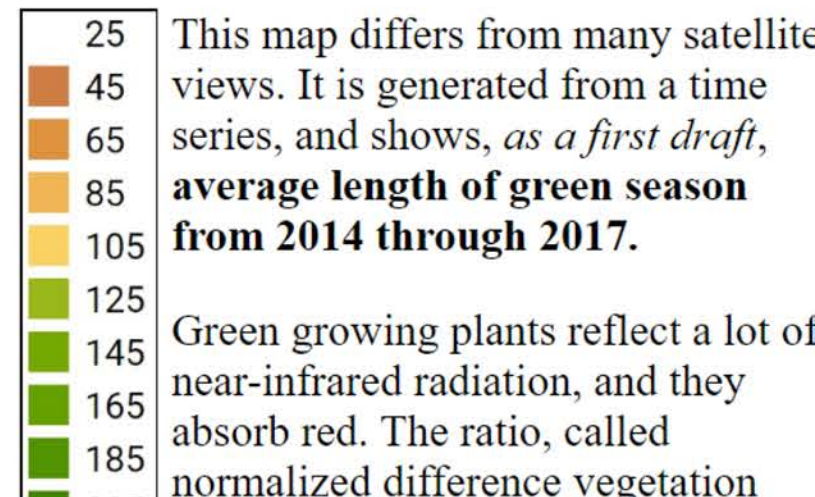 25
45
65
85
105
125
145
165
185
This map differs from many satellite
views. It is generated from a time
series, and shows, as a first draft,
average length of green season
from 2014 through 2017.
Green growing plants reflect a lot of
near-infrared radiation, and they
absorb red. The ratio, called
normalized difference vegetation